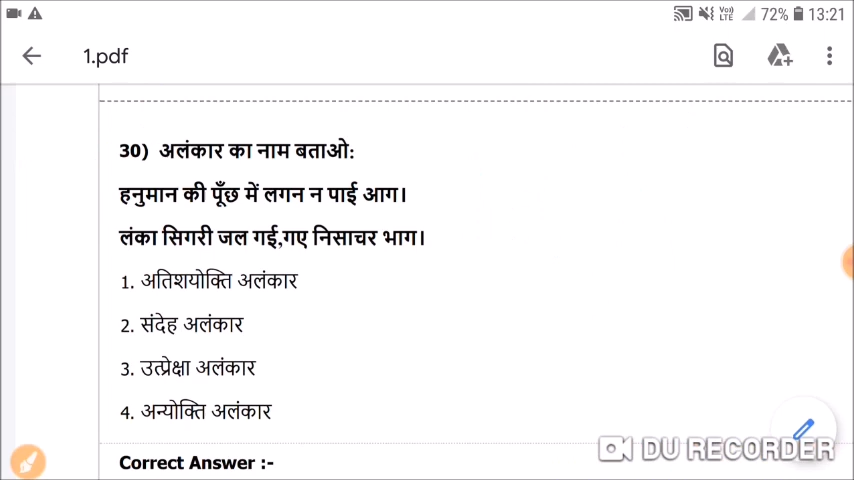 72% 13:21
1.pdf
30) अलंकार का नाम बताओ:
हनुमान की पूँछ में लगन न पाई आग।
लंका सिगरी जल गई,गए निसाचर भाग।
1. अतिशयोक्ति अलंकार
2. संदेह अलंकार
3. उत्प्रेक्षा अलंकार
4. अन्योक्ति अलंकार
Correct Answer :-
DU RECORDER